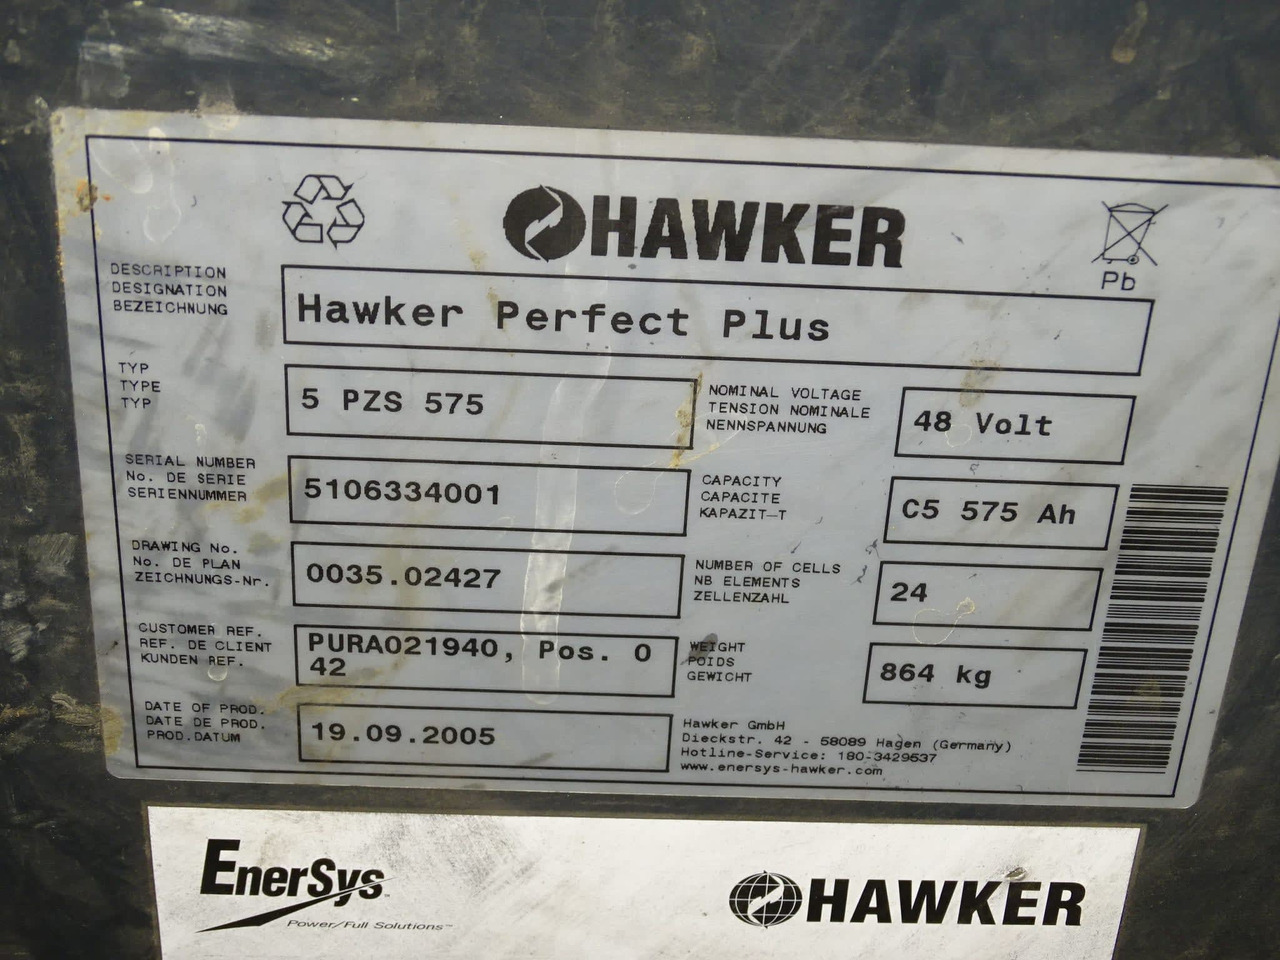 HAWKER
Pb
DESCRIPTION
DESIGNATION
BEZEICHNUNG
Hawker Perfect Plus
TYP
TYPE
TYP
5 PZS 575
NOMINAL VOLTAGE
TENSION NOMINALE
NENNSPANNUNG
48 Volt
SERIAL NUMBER
No. DE SERIE
SERIENNUMMER
5106334001
CAPACITY
CAPACITE
KAPAZIT-T
C5 575 Ah
DRAWING No.
No. DE PLAN
ZEICHNUNGS-Nr.
0035.02427
NUMBER OF CELLS
NB ELEMENTS
ZELLENZAHL
24
CUSTOMER REF.
REF. DE CLIENT
KUNDEN REF.
PURA021940, Pos. 0
42
WEIGHT
POIDS
GEWICHT
864 kg
DATE OF PROD.
DATE DE PROD.
PROD.DATUM
19.09.2005
Hawker GmbH
Dieckstr. 42 - 58089 Hagen (Germany)
Hotline-Service: 180-3429537
www.enersys-hawker.com
EnerSys
Power/Full Solutions™
HAWKER